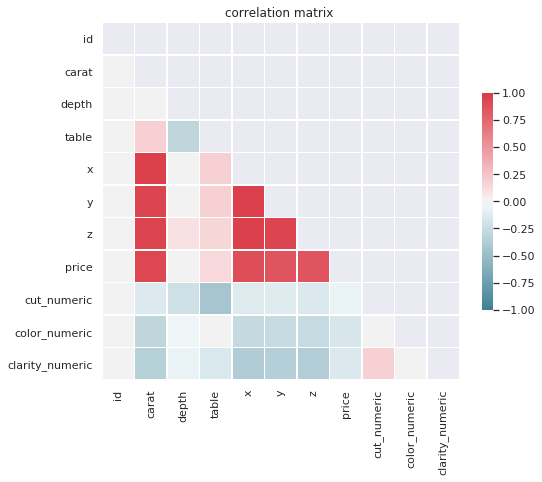 correlation matrix
id
carat
depth
table
x
y
z
price
cut_numeric
color_numeric
clarity_numeric
id
carat
depth
table
x
y
z
price
cut_numeric
color_numeric
clarity_numeric
1.00
0.75
0.50
0.25
0.00
−0.25
−0.50
−0.75
−1.00